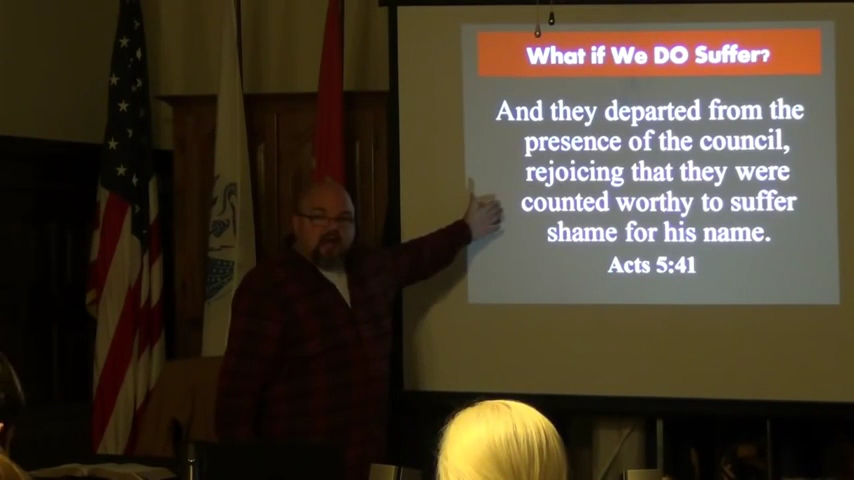 What if We DO Suffer?
And they departed from the
presence of the council,
rejoicing that they were
counted worthy to suffer
shame for his name.
Acts 5:41